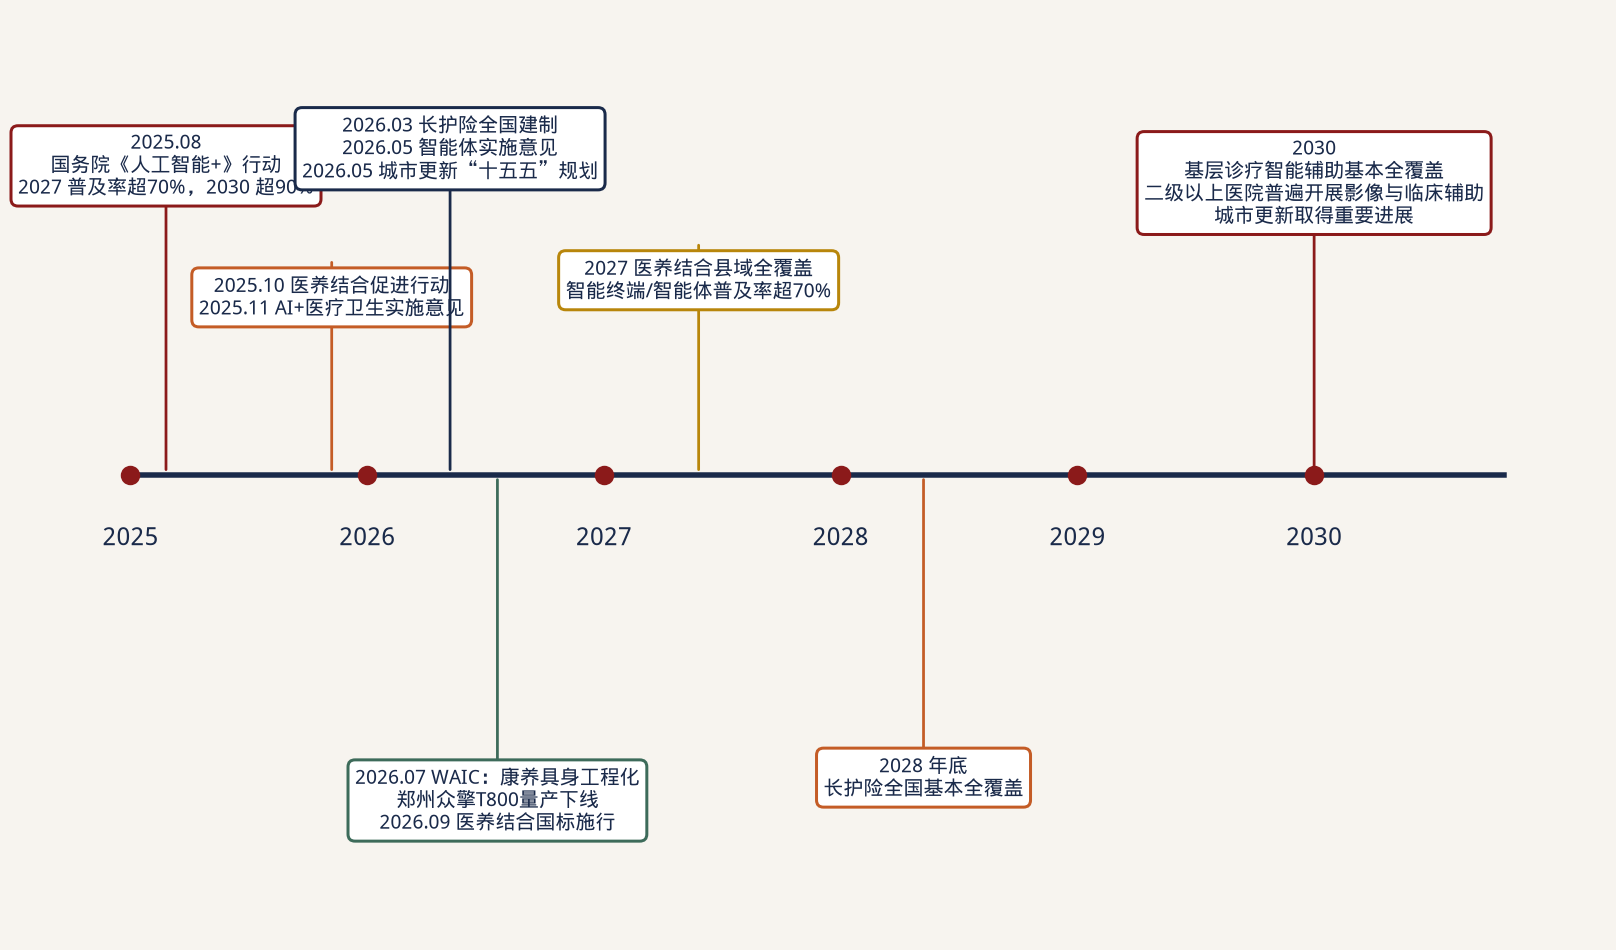 2025.08
国务院《人工智能+》行动
2027 普及率超70%，2030 超90%
2026.03 长护险全国建制
2026.05 智能体实施意见
2026.05 城市更新“十五五”规划
2030
基层诊疗智能辅助基本全覆盖
二级以上医院普遍开展影像与临床辅助
城市更新取得重要进展
2025.10 医养结合促进行动
2025.11 AI+医疗卫生实施意见
2027 医养结合县域全覆盖
智能终端/智能体普及率超70%
2025
2026
2027
2028
2029
2030
2026.07 WAIC：康养具身工程化
郑州众擎T800量产下线
2026.09 医养结合国标施行
2028 年底
长护险全国基本全覆盖